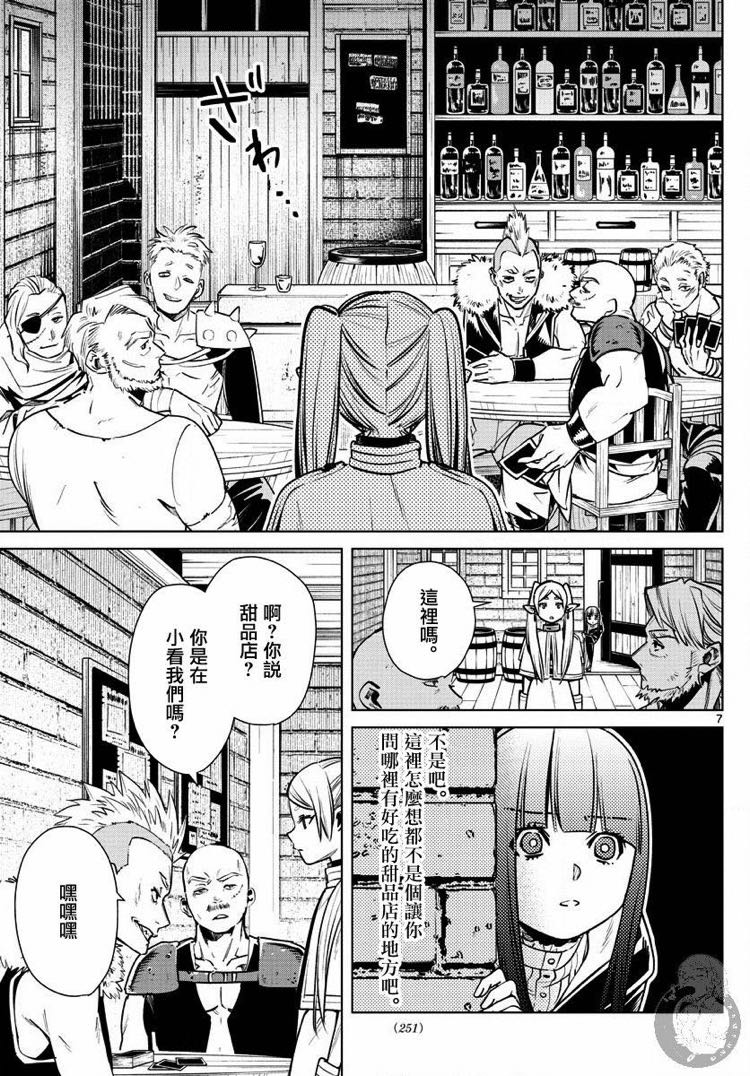 ざわ…
這裡嗎。
7
不是吧。
這裡怎麼想都不是個讓你
問哪裡有好吃的甜品店的地方吧。
啊？你說
甜品店？
你是在
小看我們嗎？
嘿嘿嘿
(251)